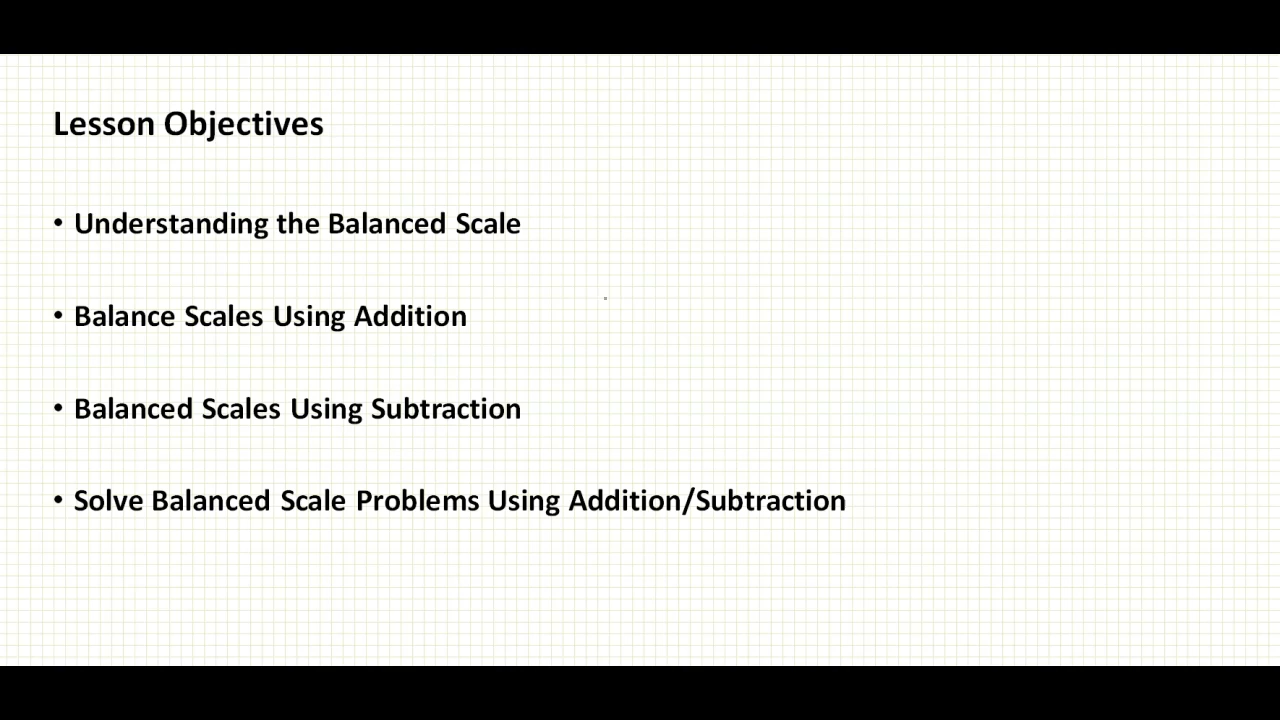 Lesson Objectives
• Understanding the Balanced Scale
• Balance Scales Using Addition
• Balanced Scales Using Subtraction
• Solve Balanced Scale Problems Using Addition/Subtraction